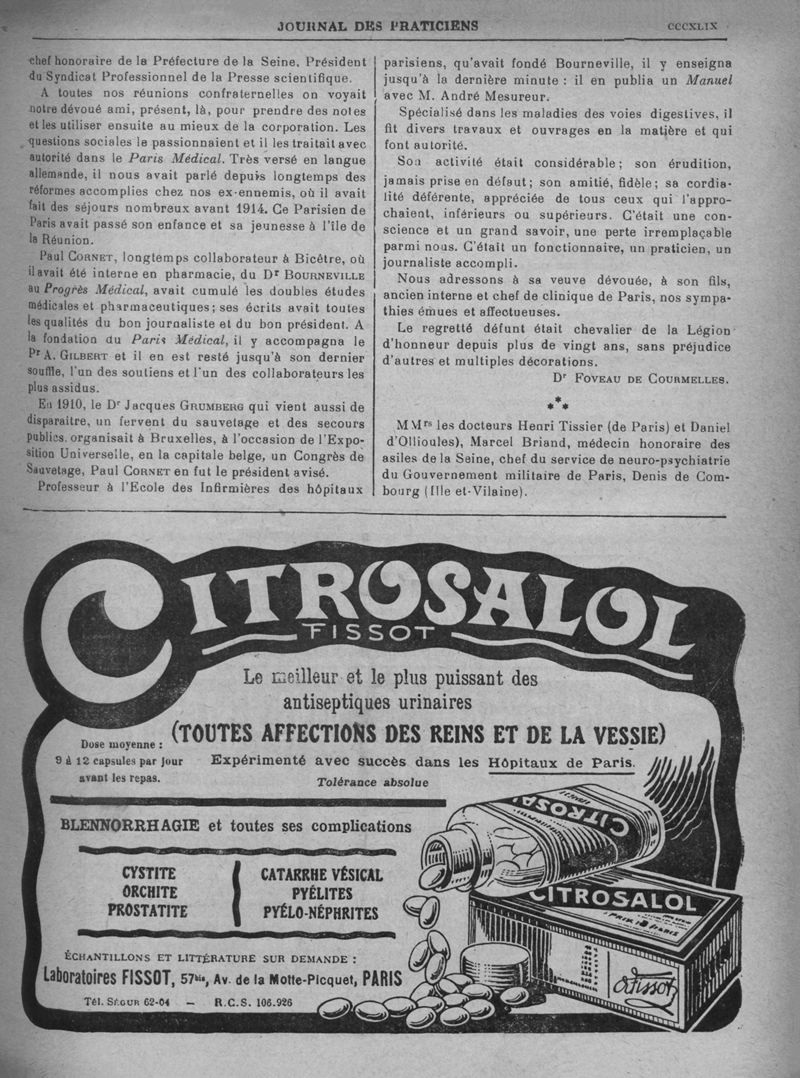 JOURNAL DES PRATICIENS
CCCXLIX
chef honoraire de la Préfecture de la Seine, Président
du Syndicat Professionnel de la Presse scientifique.
A toutes nos réunions confraternelles on voyait
notre dévoué ami, présent, là, pour prendre des notes
et les utiliser ensuite au mieux de la corporation. Les
questions sociales le passionnaient et il les traitait avec
autorité dans le Paris Médical. Très versé en langue
allemande, il nous avait parlé depuis longtemps des
réformes accomplies chez nos ex-ennemis, où il avait
fait des séjours nombreux avant 1914. Ce Parisien de
Paris avait passé son enfance et sa jeunesse à l'île de
la Réunion.
Paul CORNET, longtemps collaborateur à Bicêtre, où
il avait été interne en pharmacie, du Dr BOURNEVILLE
au Progrès Médical, avait cumulé les doubles études
médicales et pharmaceutiques; ses écrits avait toutes
les qualités du bon journaliste et du bon président. A
la fondation du Paris Médical, il y accompagna le
Pr A. GILBERT et il en est resté jusqu'à son dernier
souffle, l'un des soutiens et l'un des collaborateurs les
plus assidus.
En 1910, le Dr Jacques GRUMBERG qui vient aussi de
disparaitre, un fervent du sauvetage et des secours
publics, organisait à Bruxelles, à l'occasion de l'Expo-
sition Universelle, en la capitale belge, un Congrès de
Sauvetage, Paul CORNET en fut le président avisé.
Professeur à l'Ecole des Infirmières des hôpitaux
parisiens, qu'avait fondé Bourneville, il y enseigna
jusqu'à la dernière minute : il en publia un Manuel
avec M. André Mesureur.
Spécialisé dans les maladies des voies digestives, il
fit divers travaux et ouvrages en la matière et qui
font autorité.
Son activité était considérable; son érudition,
jamais prise en défaut; son amitié, fidèle; sa cordia-
lité déférente, appréciée de tous ceux qui l'appro-
chaient, inférieurs ou supérieurs. C'était une con-
science et un grand savoir, une perte irremplaçable
parmi nous. C'était un fonctionnaire, un praticien, un
journaliste accompli.
Nous adressons à sa veuve dévouée, à son fils,
ancien interne et chef de clinique de Paris, nos sympa-
thies émues et affectueuses.
Le regretté défunt était chevalier de la Légion
d'honneur depuis plus de vingt ans, sans préjudice
d'autres et multiples décorations.
Dr FOVEAU DE COURMELLES.
*
* *
MMrs les docteurs Henri Tissier (de Paris) et Daniel
d'Ollioules), Marcel Briand, médecin honoraire des
asiles de la Seine, chef du service de neuro-psychiatrie
du Gouvernement militaire de Paris, Denis de Com-
bourg (Ille et-Vilaine).
CITROSALOL
FISSOT
Le meilleur et le plus puissant des
antiseptiques urinaires
(TOUTES AFFECTIONS DES REINS ET DE LA VESSIE)
Dose moyenne :
9 à 12 capsules par jour
avant les repas.
Expérimenté avec succès dans les Hôpitaux de Paris.
Tolérance absolue
BLENNORRHAGIE et toutes ses complications
CYSTITE
ORCHITE
PROSTATITE
CATARRHE VÉSICAL
PYÉLITES
PYÉLO-NÉPHRITES
ÉCHANTILLONS ET LITTÉRATURE SUR DEMANDE :
Laboratoires FISSOT, 57bis, Av. de la Motte-Picquet, PARIS
Tél. SÉGUR 62-04 — R.C.S. 106.926
CITROSAL
CITROSALOL
Fissot